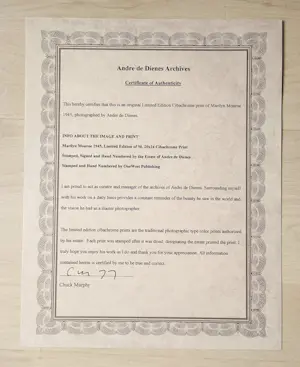 Andre de Dienes Archives
Certificate of Authenticity
This hereby satisfies that this is an original Limited Edition Cibachrome print of Marilyn Monroe
1945, photographed by Andre de Dienes.
INFO ABOUT THE IMAGE AND PRINT
Marilyn Monroe 1945, Limited Edition of 50, 20x24 Cibachrome Print
Stamped, Signed and Hand Numbered by the Estate of Andre de Dienes
Stamped and Hand Numbered by OneWest Publishing
I am proud to act as curator and manager of the archives of Andre de Dienes. Surrounding myself
with his work on a daily basis provides a constant reminder of the beauty he saw in the world and
the vision he had as a master photographer.
The limited edition cibachrome prints are the traditional photographic type color printed authorized
by the estate. Each print was stamped after it was titled, designating the estate printed the print. I
truly hope you enjoy his work as I do and thank you for your appreciation. All information
contained herein is certified by me to be true and correct.
Chuck Murphy